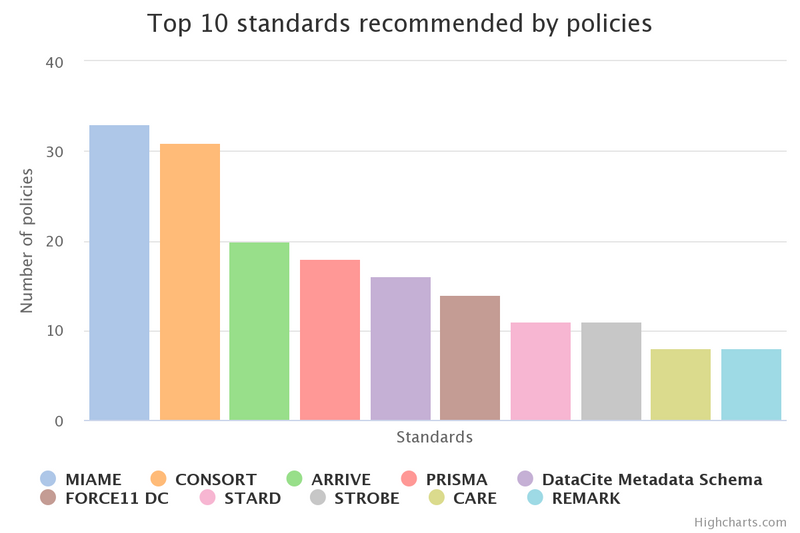 Top 10 standards recommended by policies
40
30
20
10
0
Number of policies
Standards
MIAME CONSORT ARRIVE PRISMA DataCite Metadata Schema
FORCE11 DC STARD STROBE CARE REMARK
Highcharts.com